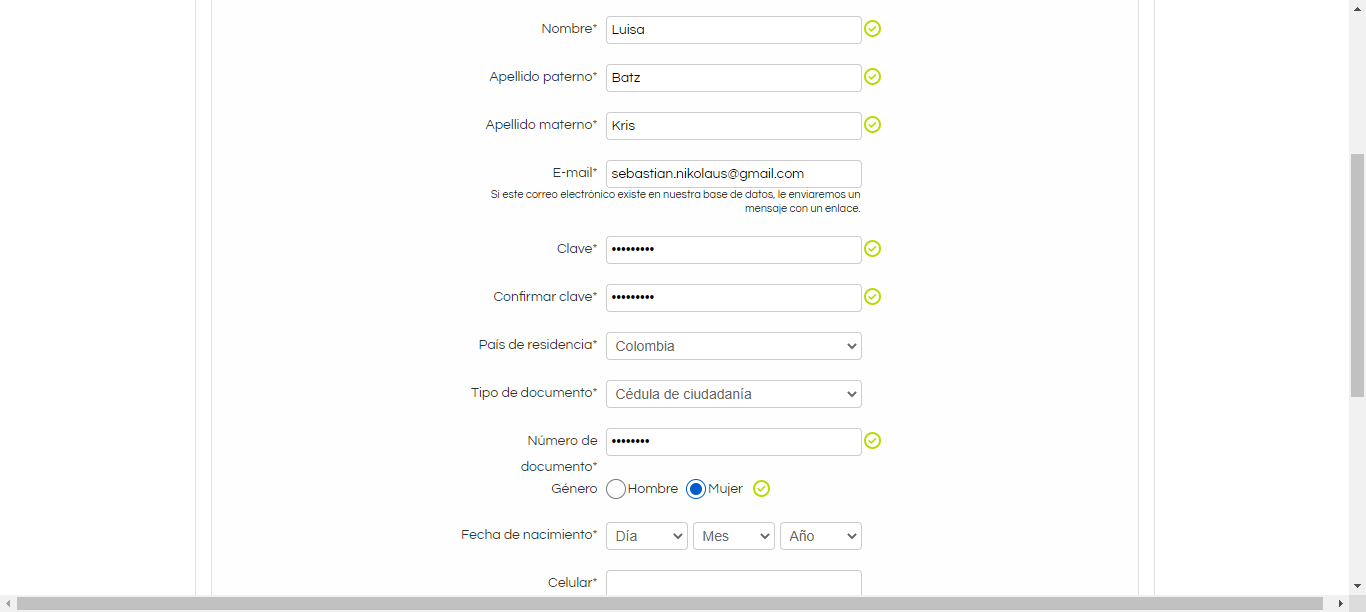 Nombre* Luisa
Apellido paterno* Batz
Apellido materno* Kris
E-mail* sebastian.nikolaus@gmail.com
Si este correo electrónico existe en nuestra base de datos, le enviaremos un
mensaje con un enlace.
Clave* •••••••••
Confirmar clave* •••••••••
País de residencia* Colombia
Tipo de documento* Cédula de ciudadanía
Número de ••••••••
documento*
Género Hombre Mujer
Fecha de nacimiento* Día Mes Año
Celular*